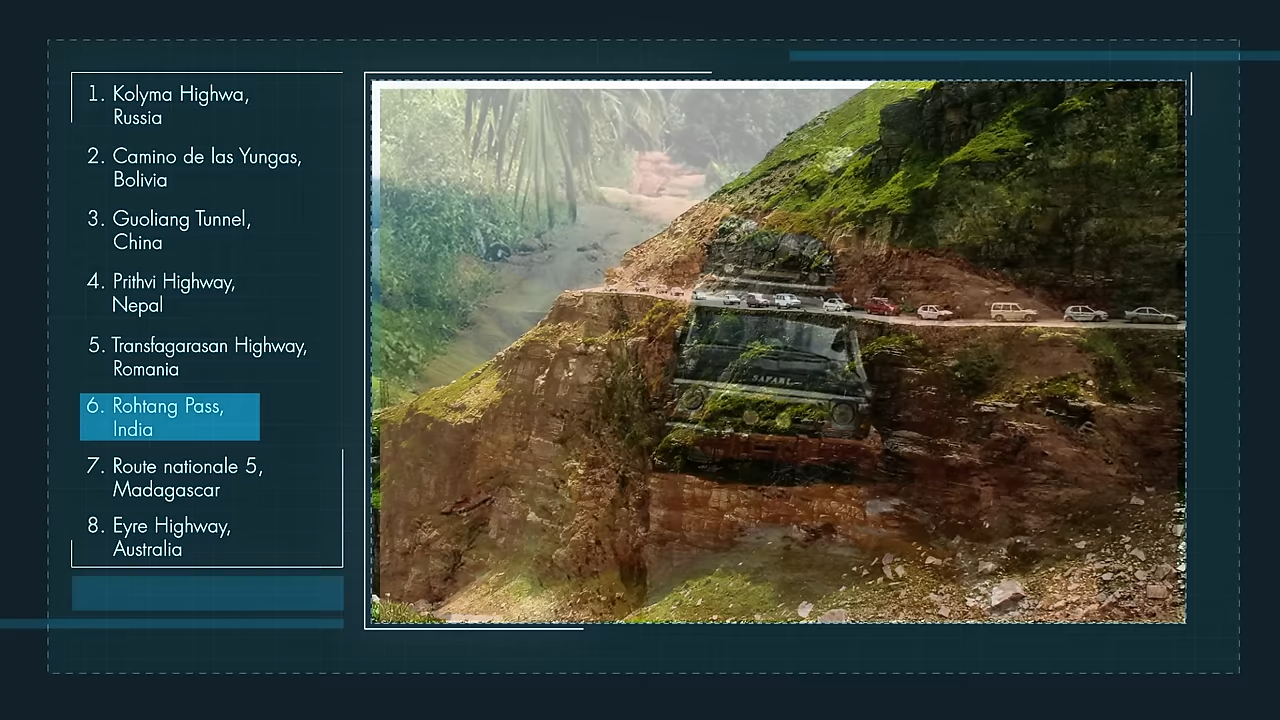 1. Kolyma Highwa,
Russia
2. Camino de las Yungas,
Bolivia
3. Guoliang Tunnel,
China
4. Prithvi Highway,
Nepal
5. Transfagarasan Highway,
Romania
6. Rohtang Pass,
India
7. Route nationale 5,
Madagascar
8. Eyre Highway,
Australia
SAFARI